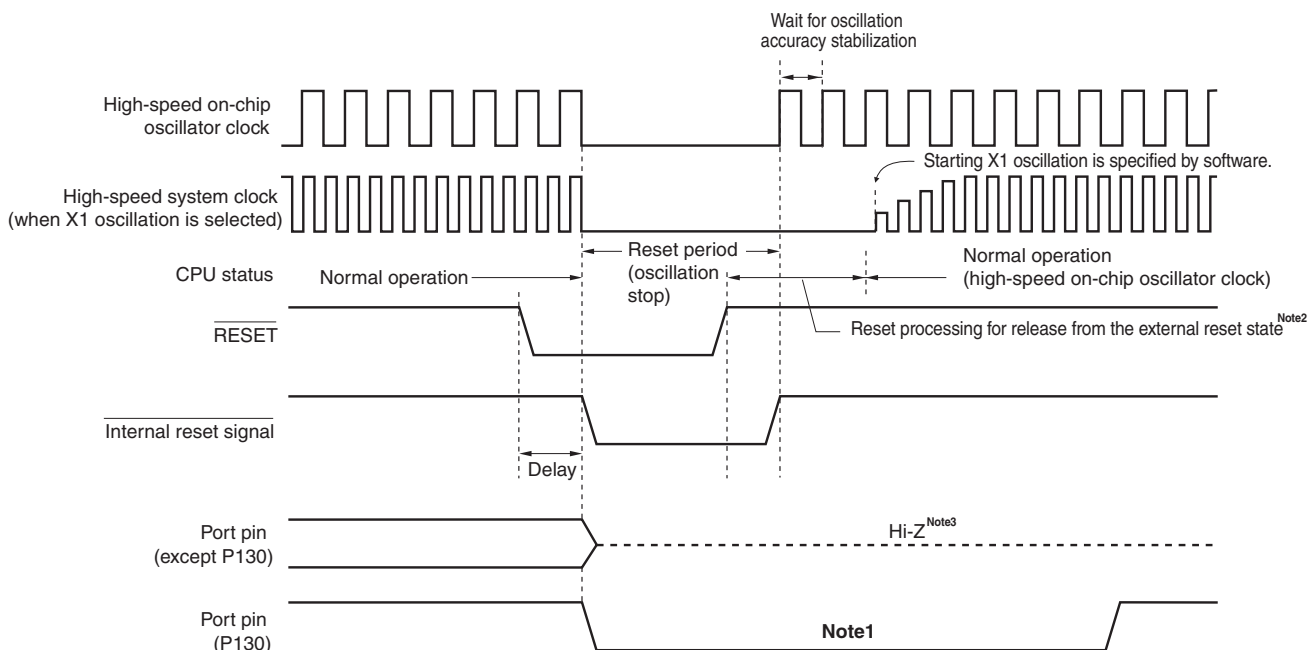 Wait for oscillation
accuracy stabilization
High-speed on-chip
oscillator clock
Starting X1 oscillation is specified by software.
High-speed system clock
(when X1 oscillation is selected)
CPU status
Normal operation
Reset period
(oscillation
stop)
Normal operation
(high-speed on-chip oscillator clock)
RESET
Reset processing for release from the external reset state Note2
Internal reset signal
Delay
Port pin
(except P130)
Hi-Z Note3
Port pin
(P130)
Note1